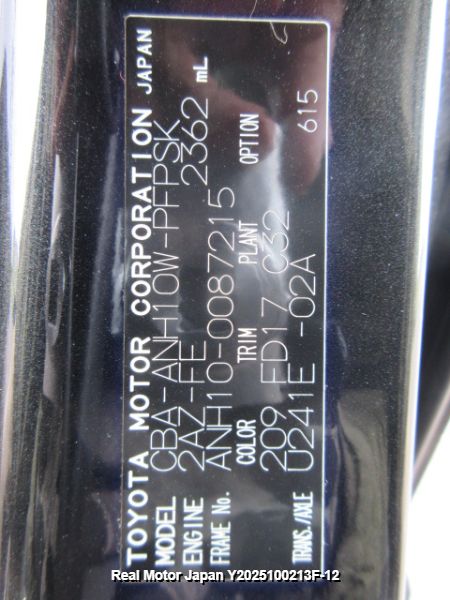 TOYOTA MOTOR CORPORATION JAPAN
MODEL CBA-ANH10W-PFPSK
ENGINE 2AZ-FE 2362 mL
FRAME No. ANH10-0087215
COLOR TRIM PLANT OPTION
209 FD17 C32
TRANS./AXLE U241E -02A 615
Real Motor Japan Y2025100213F-12